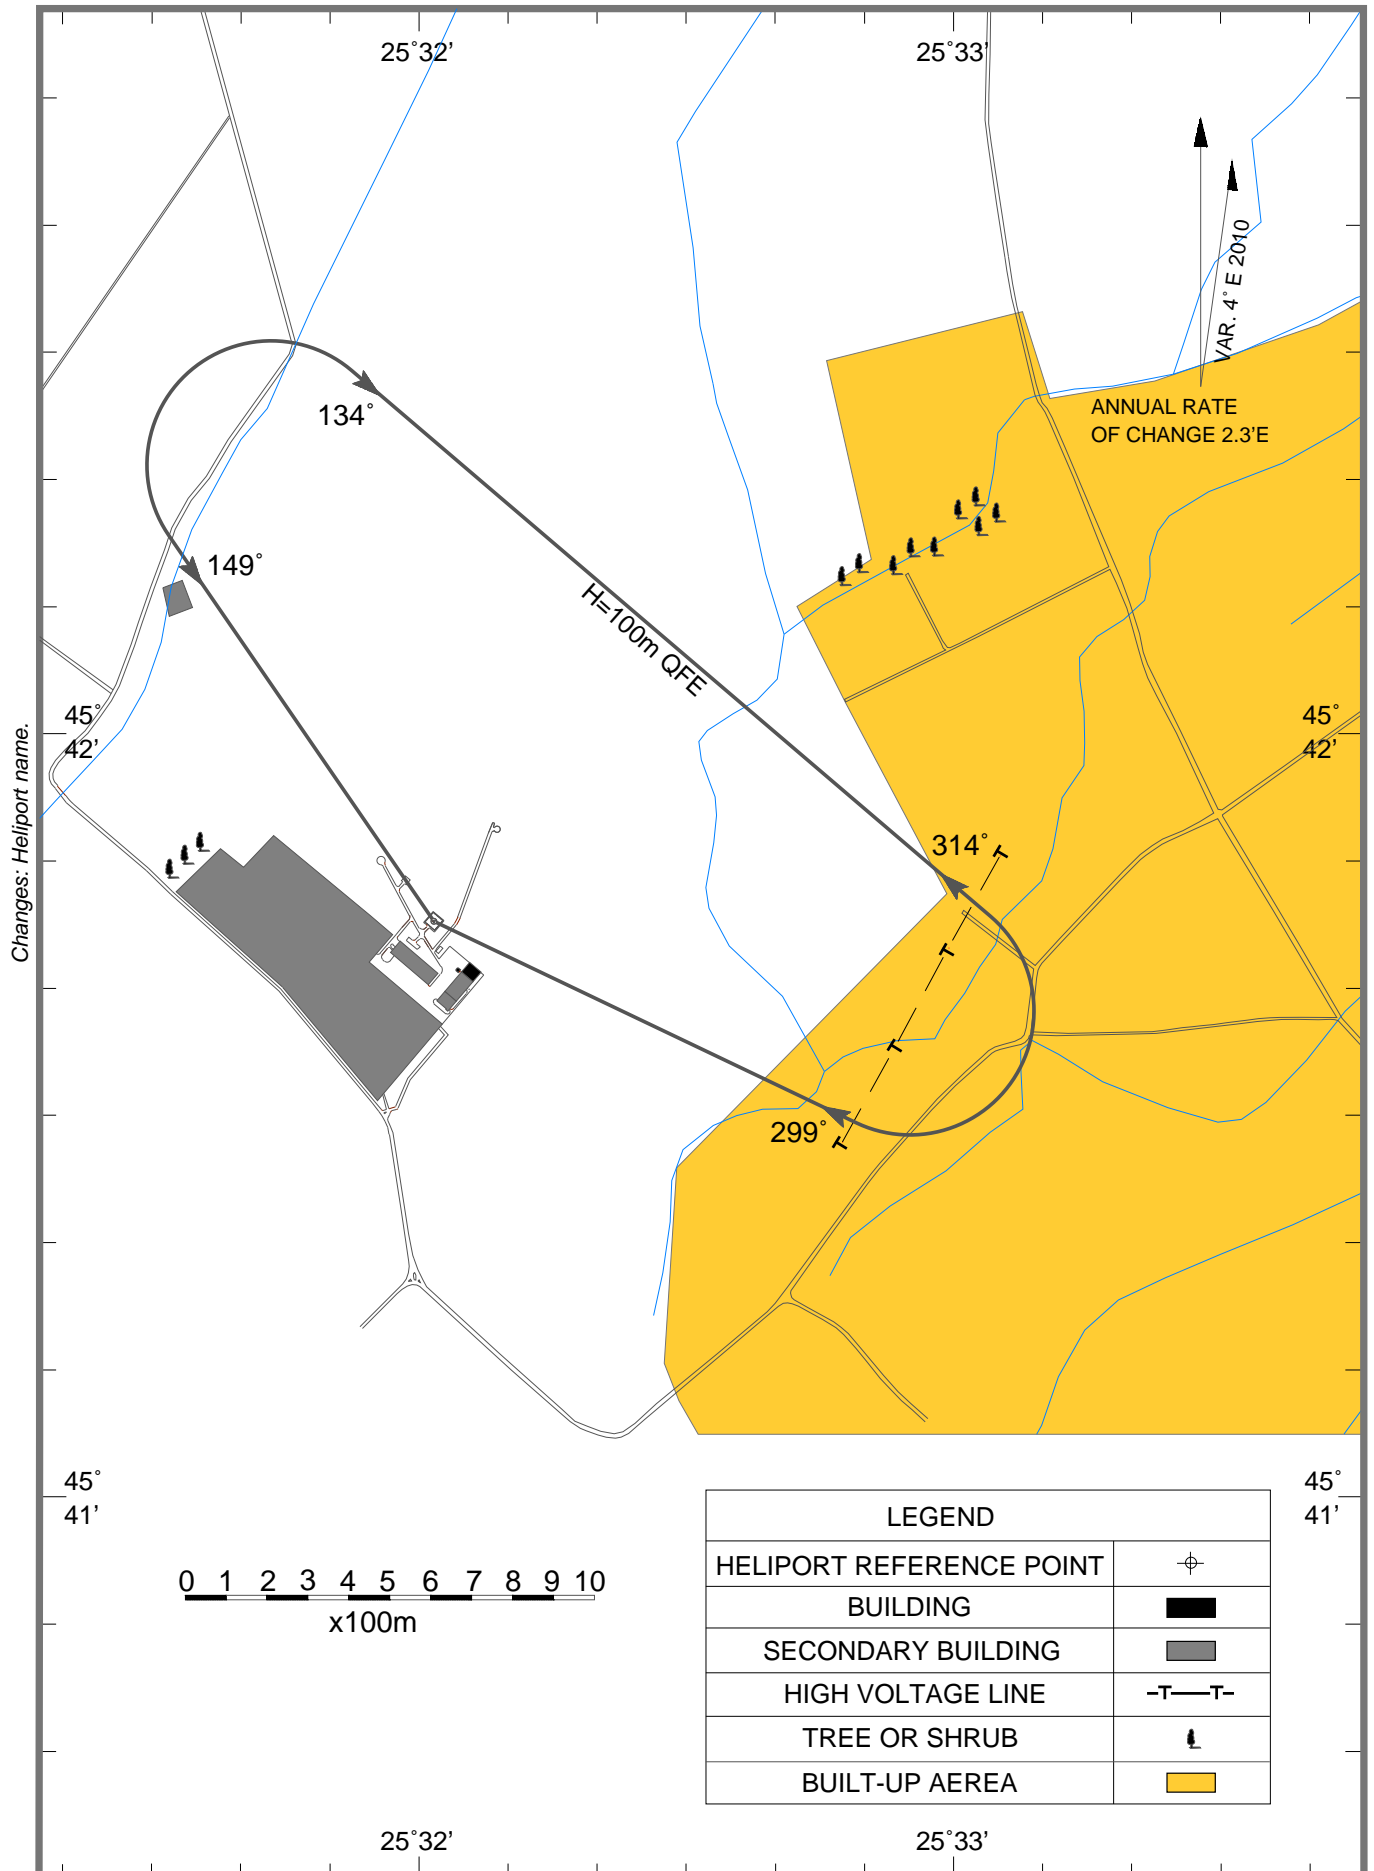 25°32'
25°33'
VAR. 4° E 2010
ANNUAL RATE
OF CHANGE 2.3'E
134°
149°
H=100m QFE
45°
42'
45°
42'
Changes: Heliport name.
314°
T
T
T
299°
T
45°
41'
45°
41'
LEGEND
HELIPORT REFERENCE POINT
BUILDING
SECONDARY BUILDING
HIGH VOLTAGE LINE
-T—T-
TREE OR SHRUB
BUILT-UP AEREA
0 1 2 3 4 5 6 7 8 9 10
x100m
25°32'
25°33'